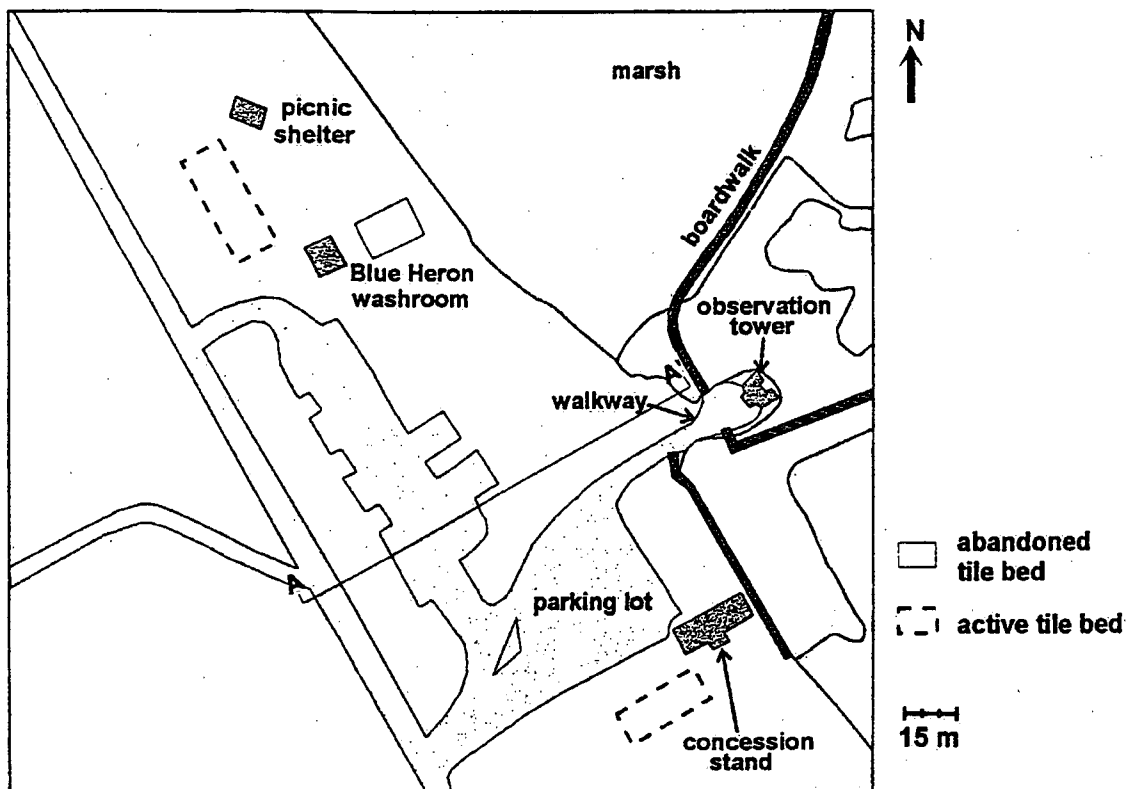 N
marsh
picnic
shelter
boardwalk
Blue Heron
washroom
observation
tower
A'
walkway
A
parking lot
abandoned
tile bed
active tile bed
concession
stand
15 m